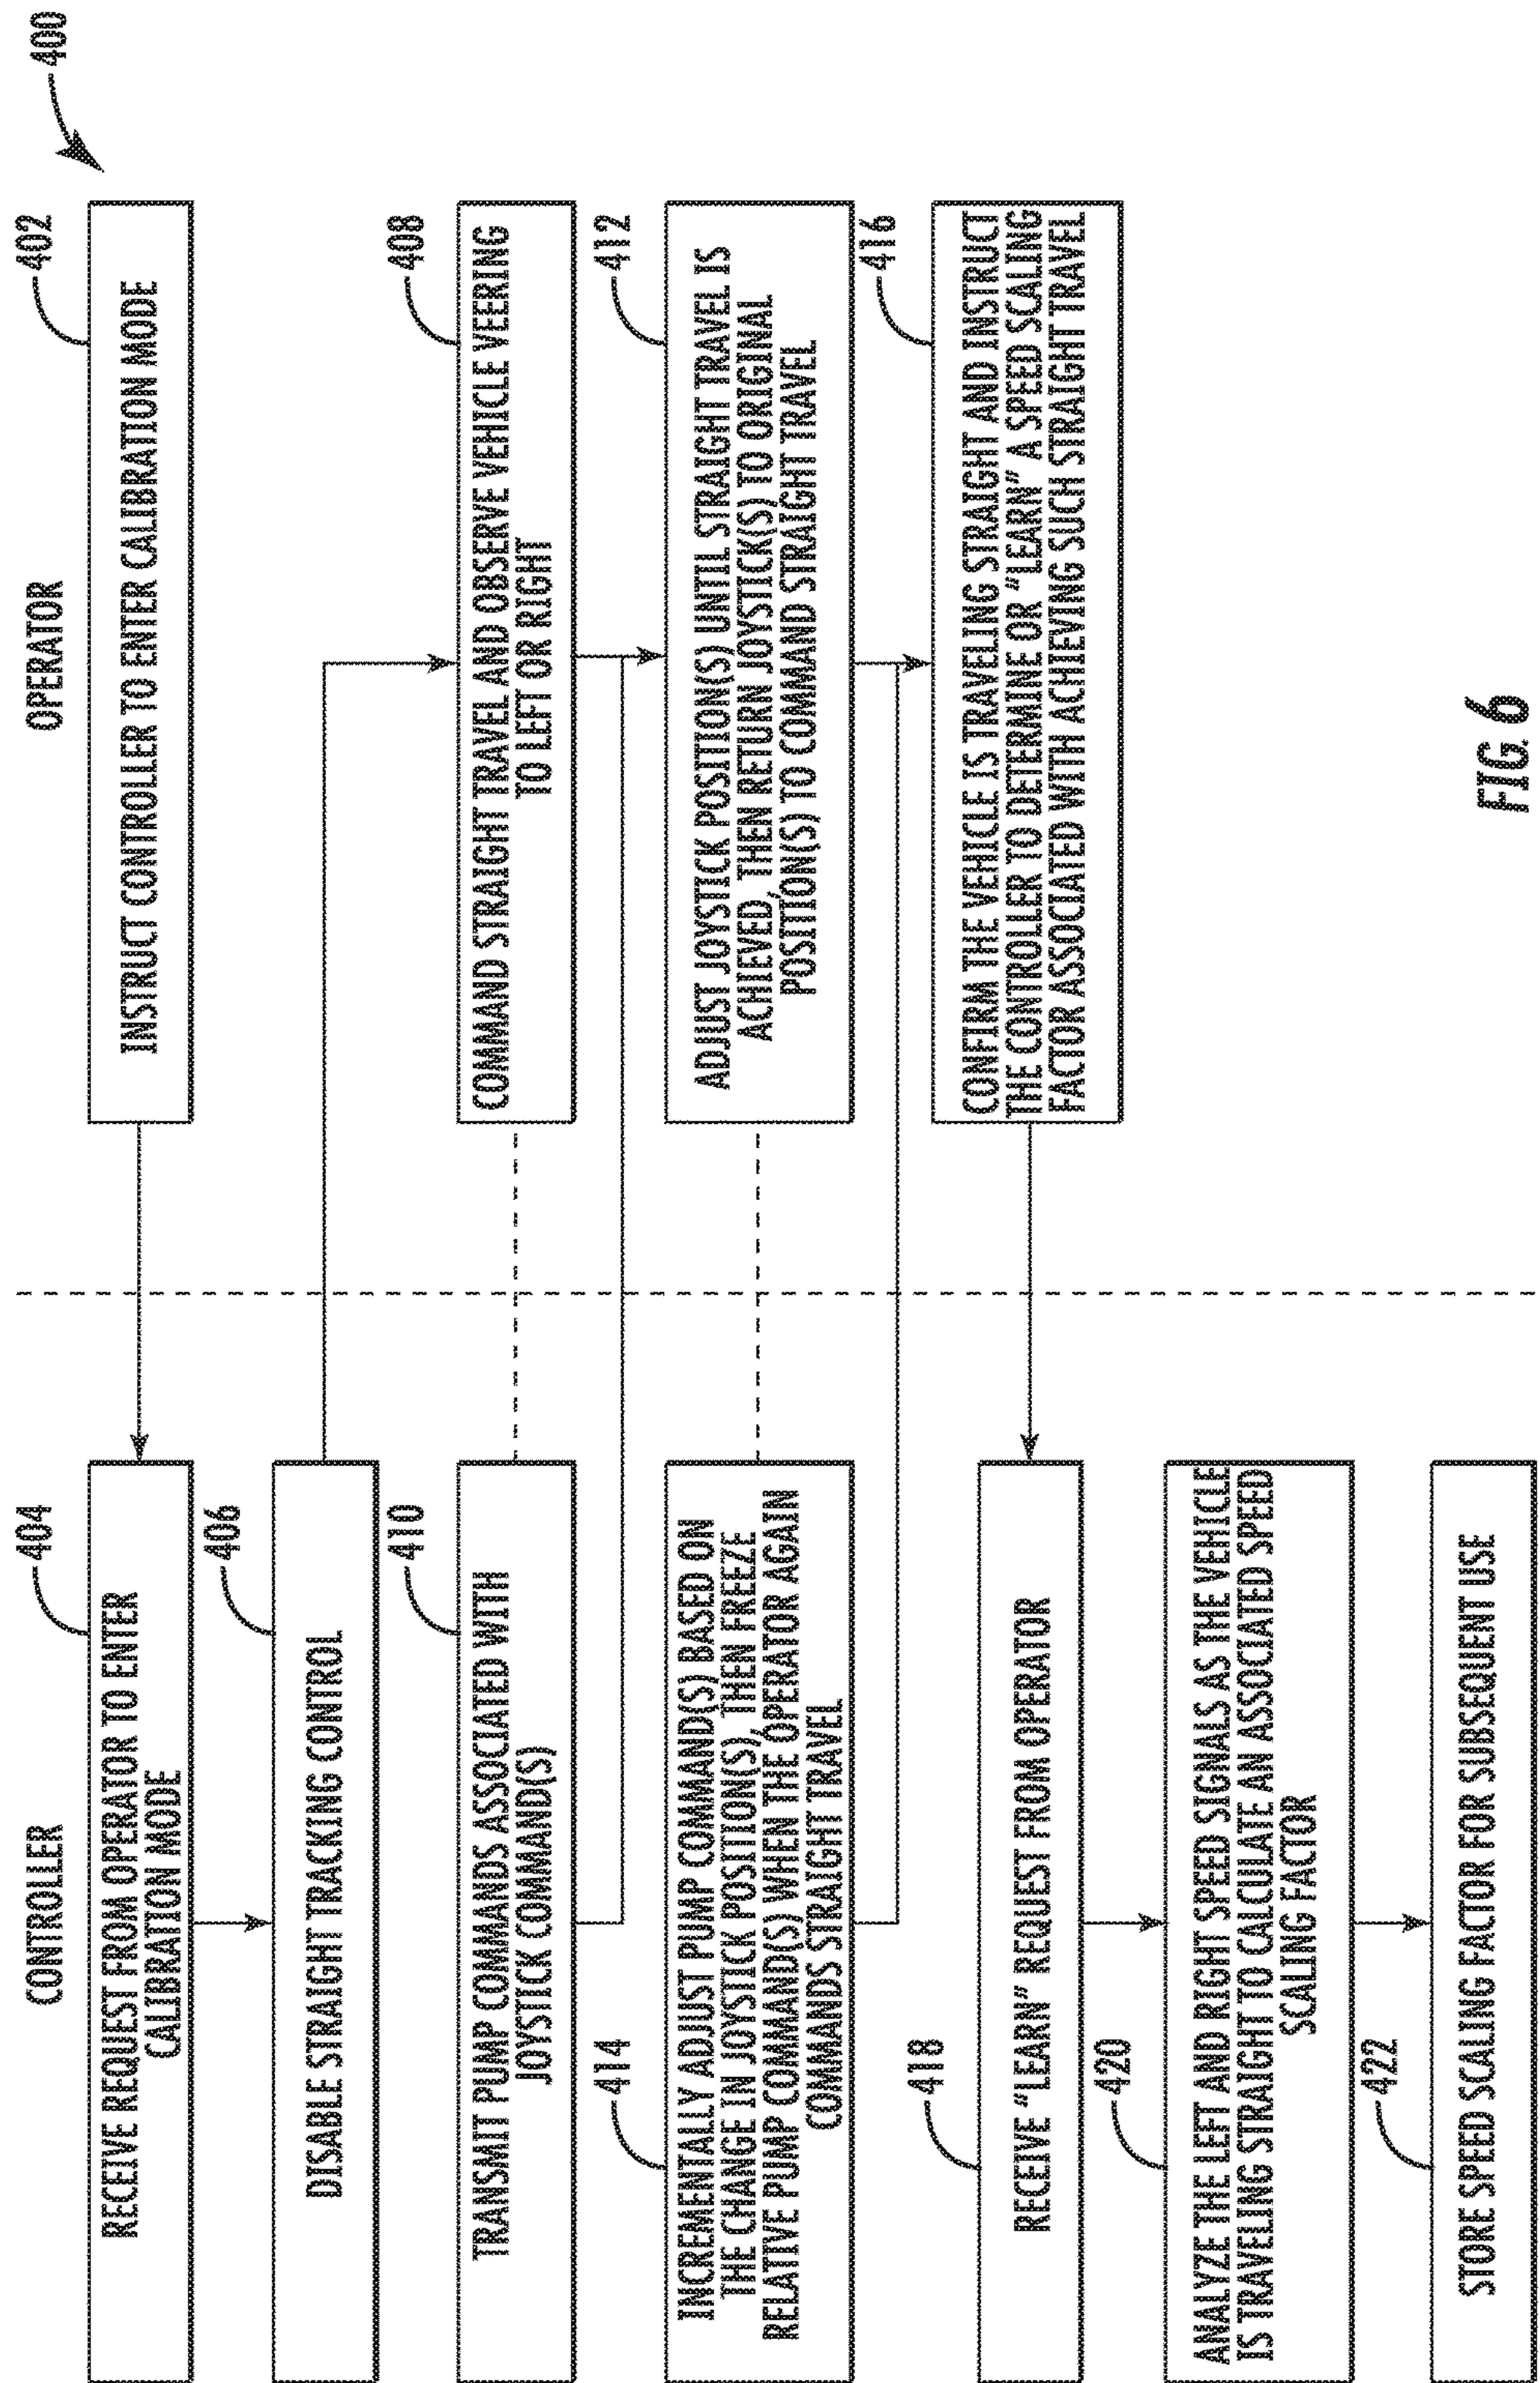 400
CONTROLLER
OPERATOR
404
RECEIVE REQUEST FROM OPERATOR TO ENTER
CALIBRATION MODE
402
INSTRUCT CONTROLLER TO ENTER CALIBRATION MODE
406
DISABLE STRAIGHT TRACKING CONTROL
410
TRANSMIT PUMP COMMANDS ASSOCIATED WITH
JOYSTICK COMMAND(S)
408
COMMAND STRAIGHT TRAVEL AND OBSERVE VEHICLE VEERING
TO LEFT OR RIGHT
414
INCREMENTALLY ADJUST PUMP COMMAND(S) BASED ON
THE CHANGE IN JOYSTICK POSITION(S), THEN FREEZE
RELATIVE PUMP COMMAND(S) WHEN THE OPERATOR AGAIN
COMMANDS STRAIGHT TRAVEL
412
ADJUST JOYSTICK POSITION(S) UNTIL STRAIGHT TRAVEL IS
ACHIEVED, THEN RETURN JOYSTICK(S) TO ORIGINAL
POSITION(S) TO COMMAND STRAIGHT TRAVEL
416
CONFIRM THE VEHICLE IS TRAVELING STRAIGHT AND INSTRUCT
THE CONTROLLER TO DETERMINE OR "LEARN" A SPEED SCALING
FACTOR ASSOCIATED WITH ACHIEVING SUCH STRAIGHT TRAVEL
418
RECEIVE "LEARN" REQUEST FROM OPERATOR
420
ANALYZE THE LEFT AND RIGHT SPEED SIGNALS AS THE VEHICLE
IS TRAVELING STRAIGHT TO CALCULATE AN ASSOCIATED SPEED
SCALING FACTOR
422
STORE SPEED SCALING FACTOR FOR SUBSEQUENT USE
FIG. 6